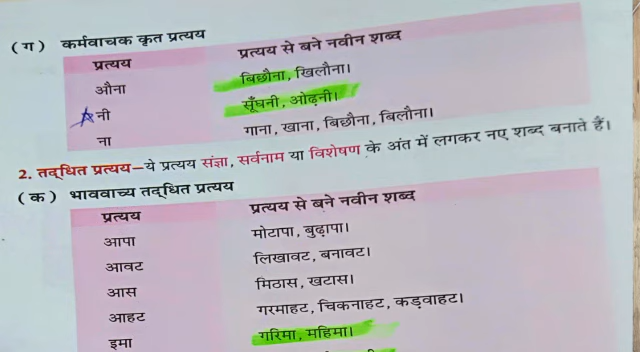 (ग) कर्मवाचक कृत प्रत्यय
प्रत्यय प्रत्यय से बने नवीन शब्द
औना बिछौना, खिलौना।
नी सूँघनी, ओढ़नी।
ना गाना, खाना, बिछौना, बिलौना।
2. तद्धित प्रत्यय–ये प्रत्यय संज्ञा, सर्वनाम या विशेषण के अंत में लगकर नए शब्द बनाते हैं।
(क) भाववाच्य तद्धित प्रत्यय
प्रत्यय प्रत्यय से बने नवीन शब्द
आपा मोटापा, बुढ़ापा।
आवट लिखावट, बनावट।
आस मिठास, खटास।
आहट गरमाहट, चिकनाहट, कड़वाहट।
इमा गरिमा, महिमा।